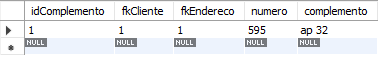 idComplemento fkCliente fkEndereco numero complemento
1 1 1 595 ap 32
NULL NULL NULL NULL NULL